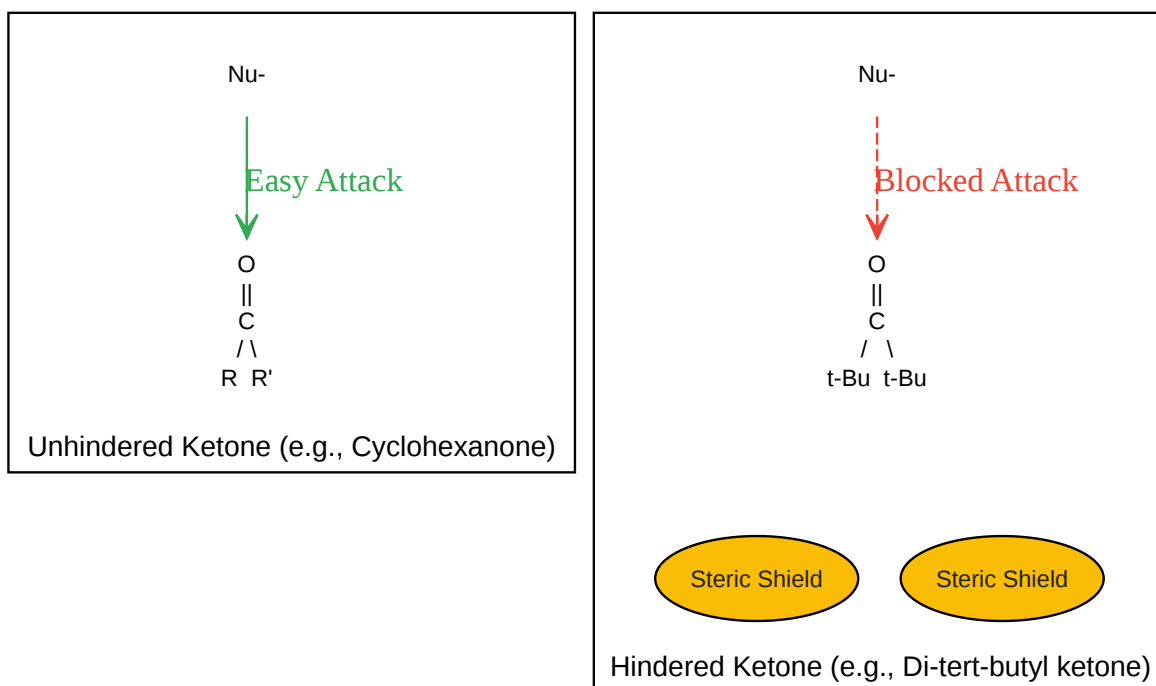 Nu-
Easy Attack
O
||
C
/ \
R R'
Unhindered Ketone (e.g., Cyclohexanone)
Nu-
Blocked Attack
O
||
C
/ \
t-Bu t-Bu
Steric Shield
Steric Shield
Hindered Ketone (e.g., Di-tert-butyl ketone)